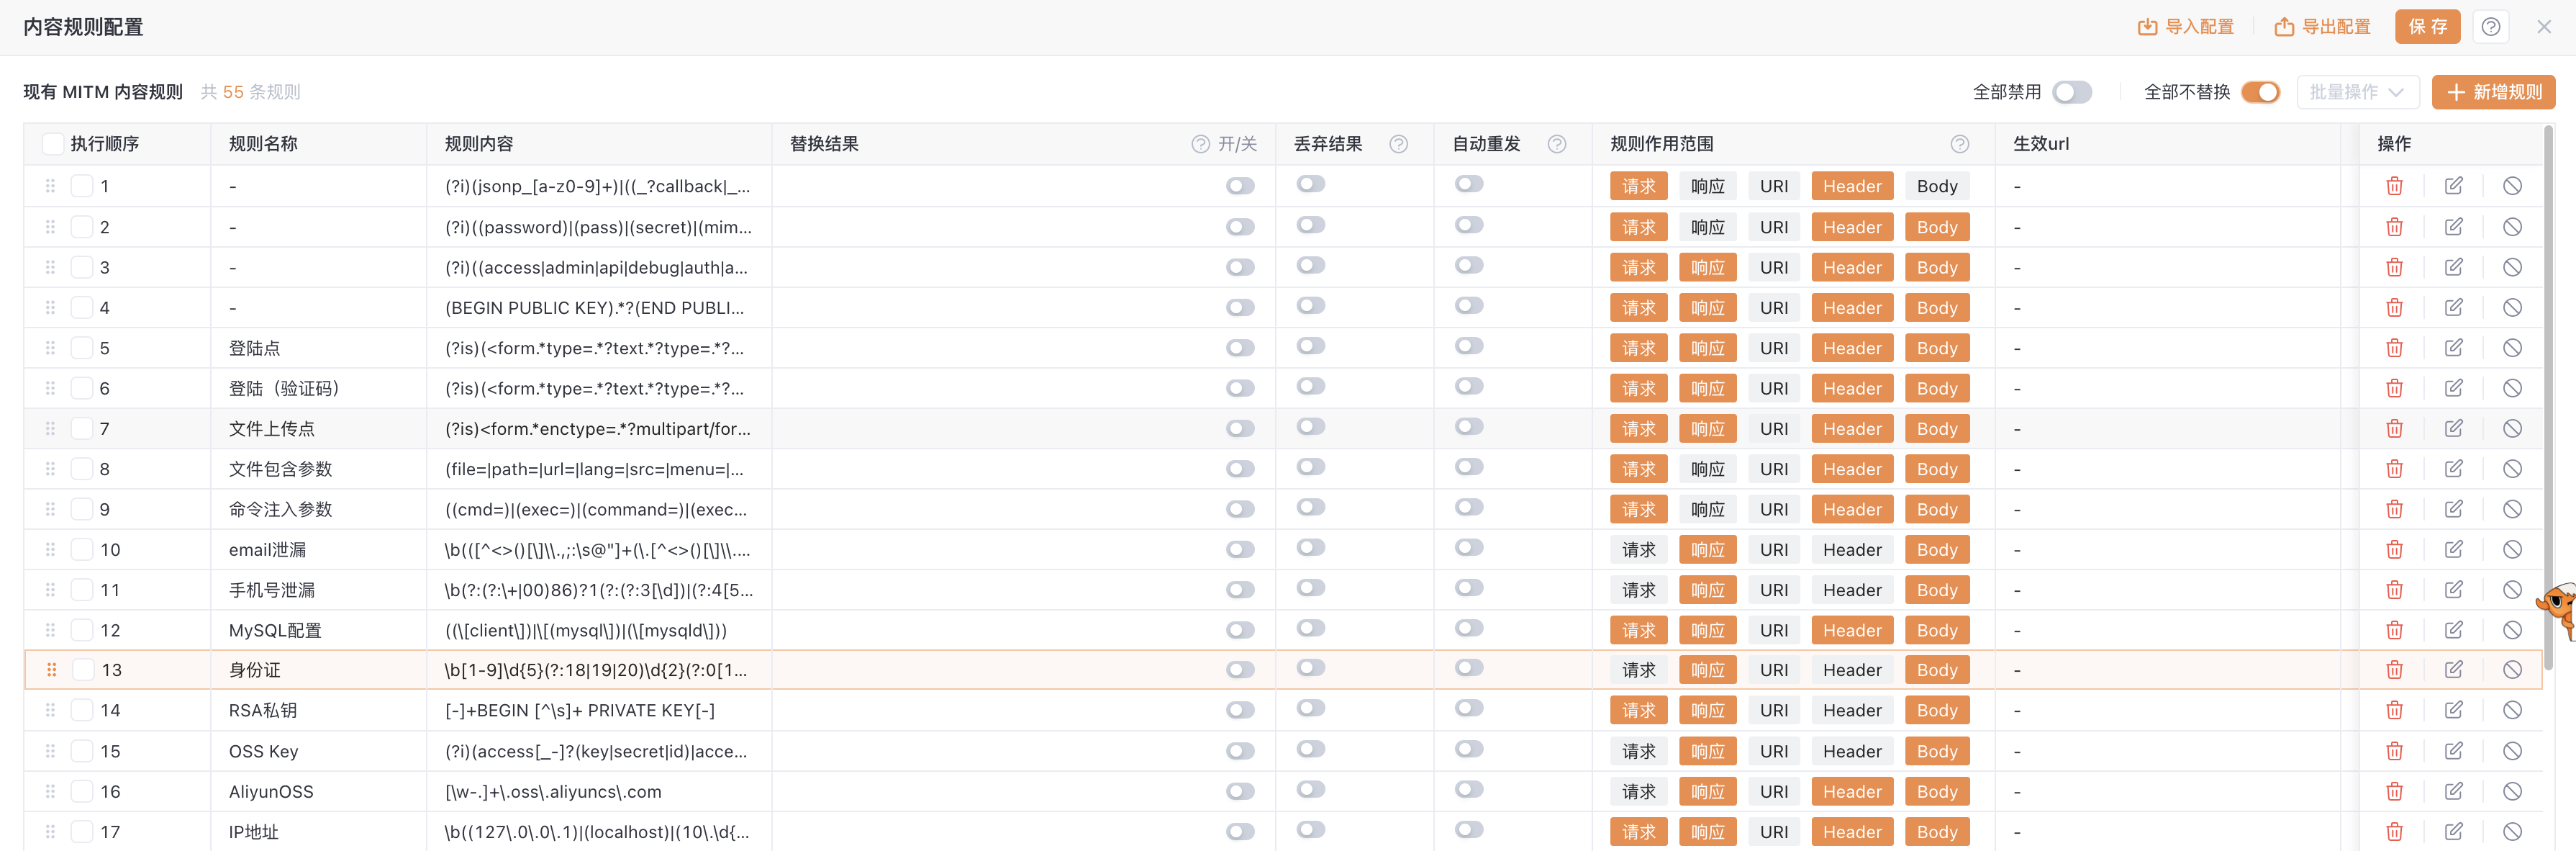 内容规则配置 导入配置 导出配置 保 存
现有 MITM 内容规则 共 55 条规则 全部禁用 全部不替换 批量操作 新增规则
执行顺序 规则名称 规则内容 替换结果 开/关 丢弃结果 自动重发 规则作用范围 生效url 操作
1 - (?i)(jsonp_[a-z0-9]+)|((_?callback|_... 请求 响应 URI Header Body -
2 - (?i)((password)|(pass)|(secret)|(mim... 请求 响应 URI Header Body -
3 - (?i)((access|admin|api|debug|auth|a... 请求 响应 URI Header Body -
4 - (BEGIN PUBLIC KEY).*?(END PUBLI... 请求 响应 URI Header Body -
5 登陆点 (?is)(<form.*type=.*?text.*?type=.*?... 请求 响应 URI Header Body -
6 登陆（验证码） (?is)(<form.*type=.*?text.*?type=.*?... 请求 响应 URI Header Body -
7 文件上传点 (?is)<form.*enctype=.*?multipart/for... 请求 响应 URI Header Body -
8 文件包含参数 (file=|path=|url=|lang=|src=|menu=|... 请求 响应 URI Header Body -
9 命令注入参数 ((cmd=)|(exec=)|(command=)|(exec... 请求 响应 URI Header Body -
10 email泄漏 \b(([^<>()[\]\\.,;:\s@"]+(\.[^<>()[\]\\.... 请求 响应 URI Header Body -
11 手机号泄漏 \b(?:(?:\+|00)86)?1(?:(?:3[\d])|(?:4[5... 请求 响应 URI Header Body -
12 MySQL配置 ((\[client\])|\[(mysql\])|(\[mysqld\])) 请求 响应 URI Header Body -
13 身份证 \b[1-9]\d{5}(?:18|19|20)\d{2}(?:0[1... 请求 响应 URI Header Body -
14 RSA私钥 [-]+BEGIN [^\s]+ PRIVATE KEY[-] 请求 响应 URI Header Body -
15 OSS Key (?i)(access[_-]?(key|secret|id)|acce... 请求 响应 URI Header Body -
16 AliyunOSS [\w-.]+\.oss\.aliyuncs\.com 请求 响应 URI Header Body -
17 IP地址 \b((127\.0\.0\.1)|(localhost)|(10\.\d{... 请求 响应 URI Header Body -